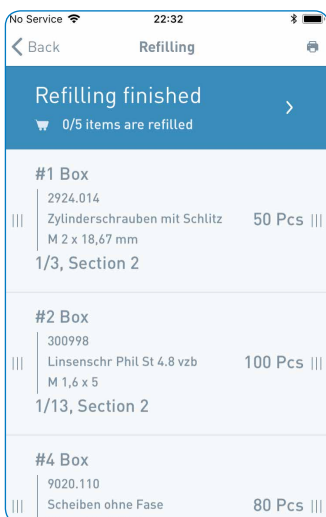 No Service 22:32
Back Refilling
Refilling finished
0/5 items are refilled
#1 Box
2924.014
Zylinderschrauben mit Schlitz 50 Pcs
M 2 x 18,67 mm
1/3, Section 2
#2 Box
300998
Linsenschr Phil St 4.8 vzb 100 Pcs
M 1,6 x 5
1/13, Section 2
#4 Box
9020.110
Scheiben ohne Fase 80 Pcs